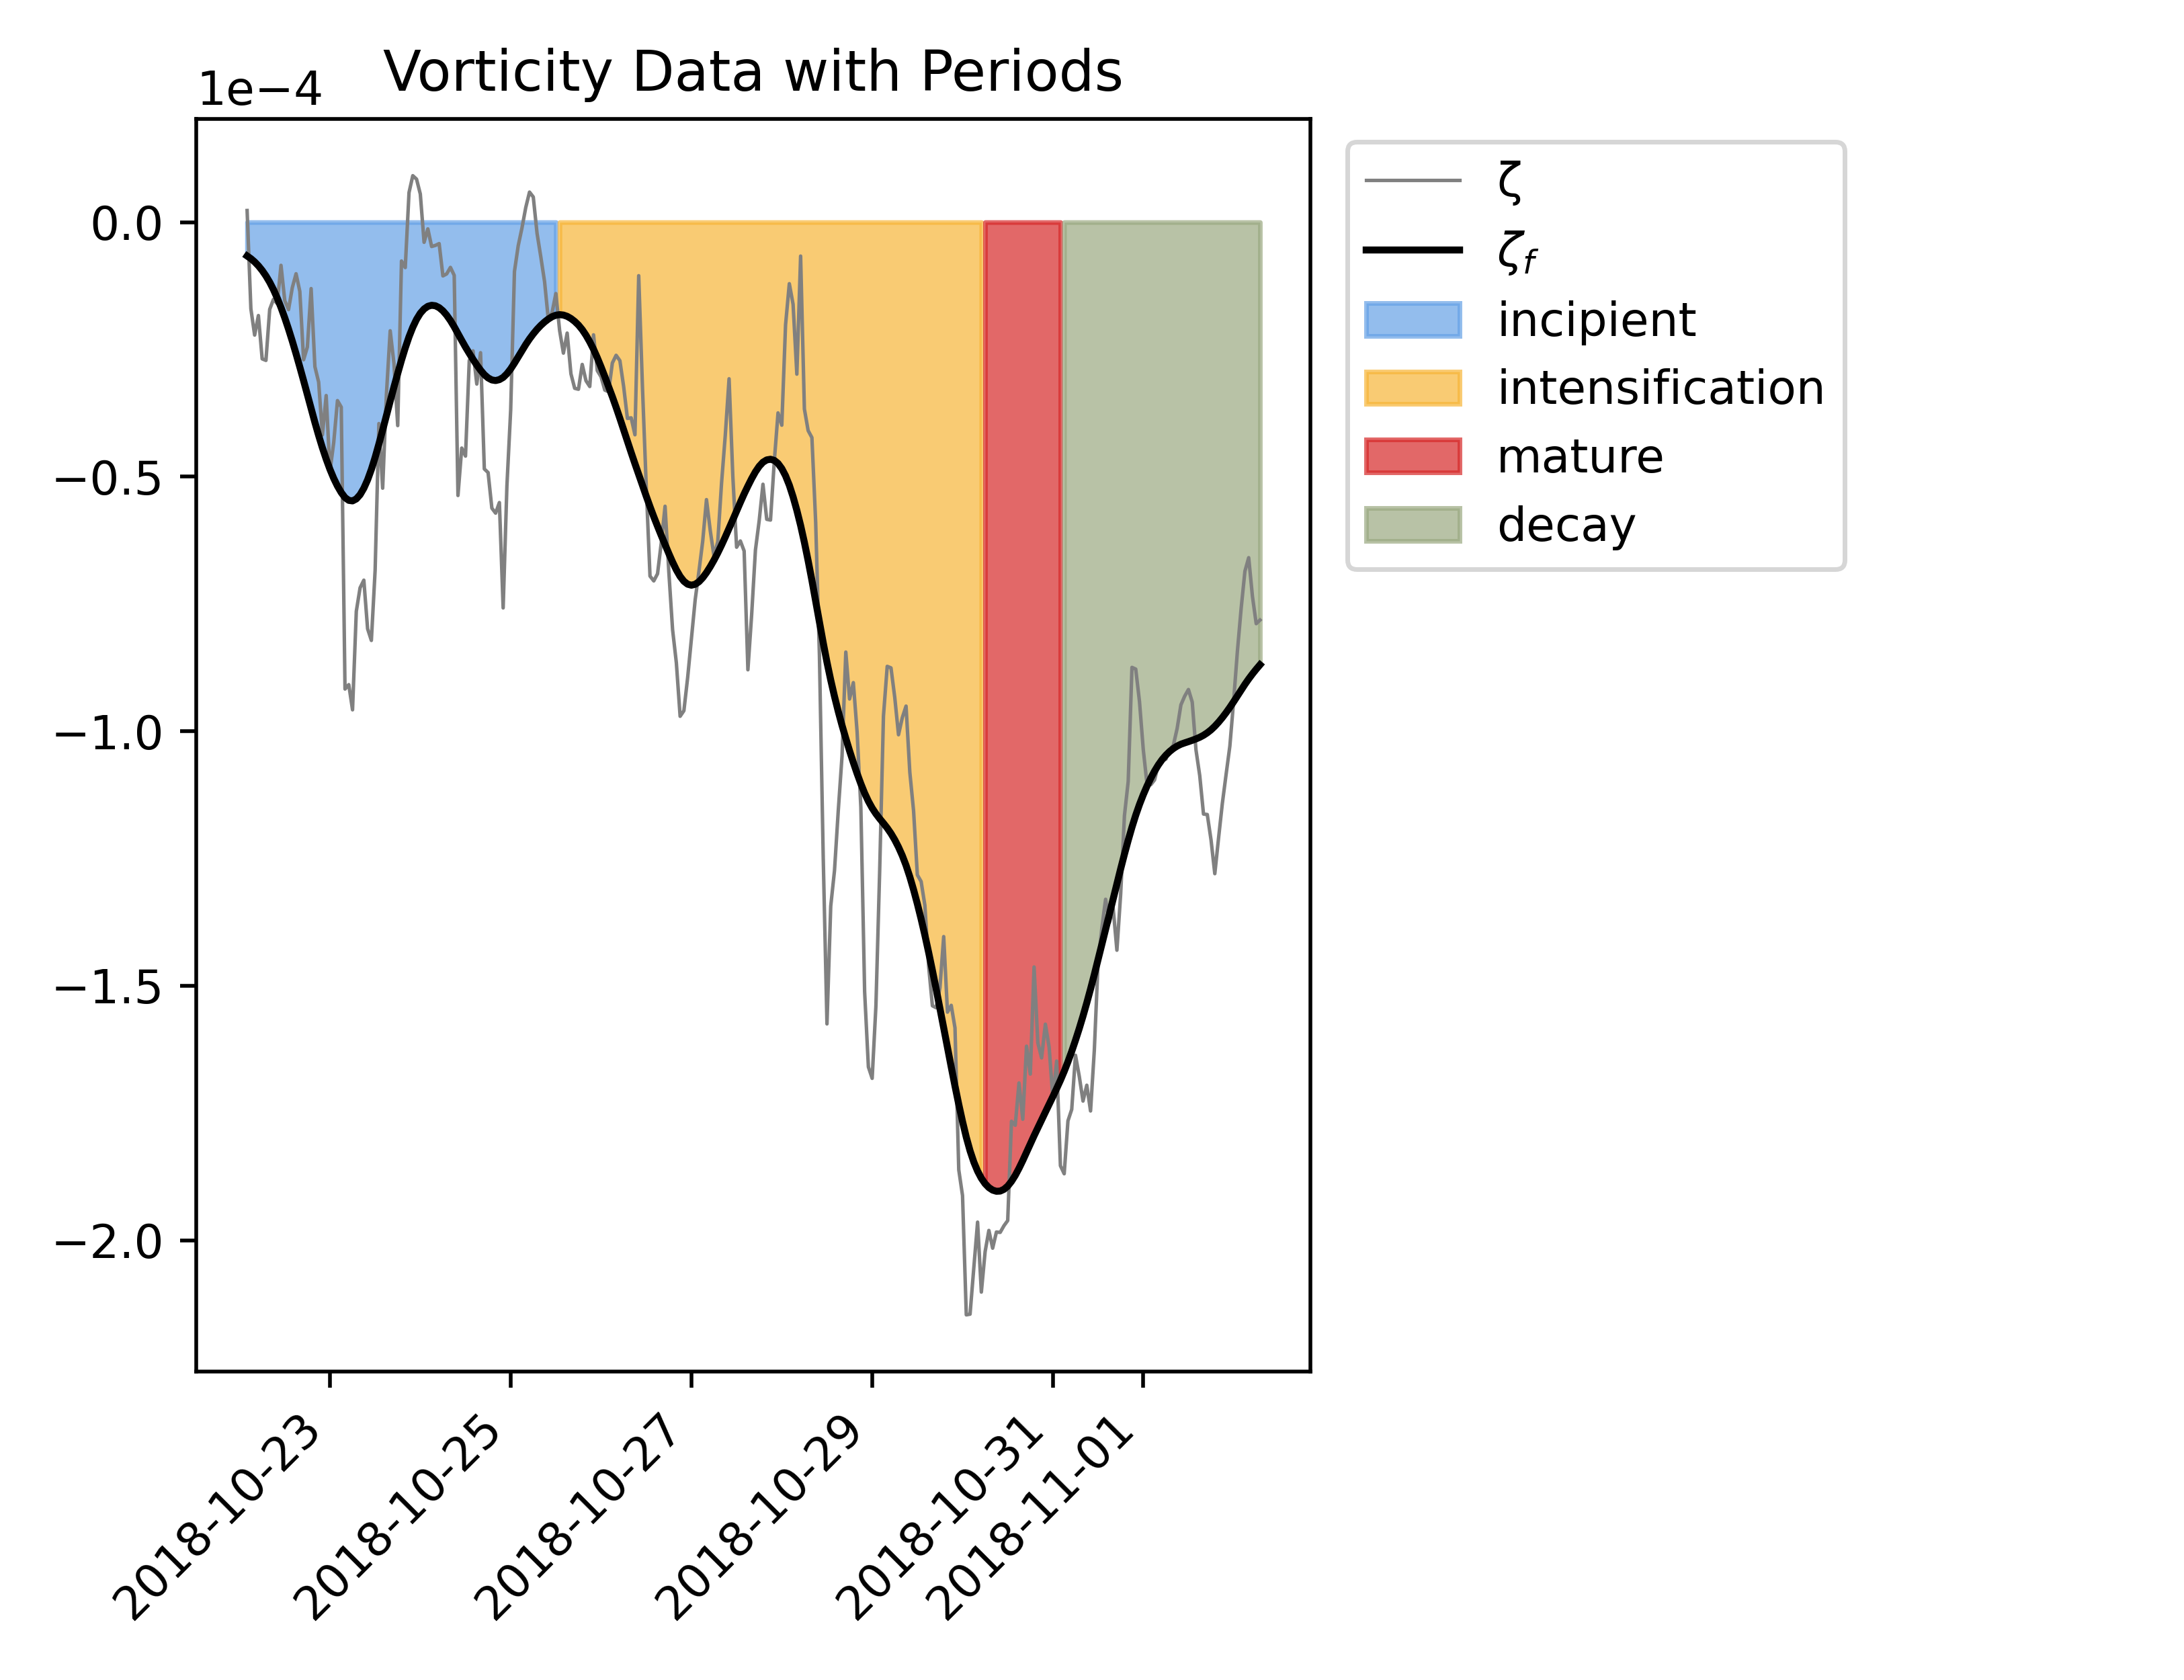 Vorticity Data with Periods
1e−4
0.0
−0.5
−1.0
−1.5
−2.0
2018-10-23
2018-10-25
2018-10-27
2018-10-29
2018-10-31
2018-11-01
ζ
ζf
incipient
intensification
mature
decay